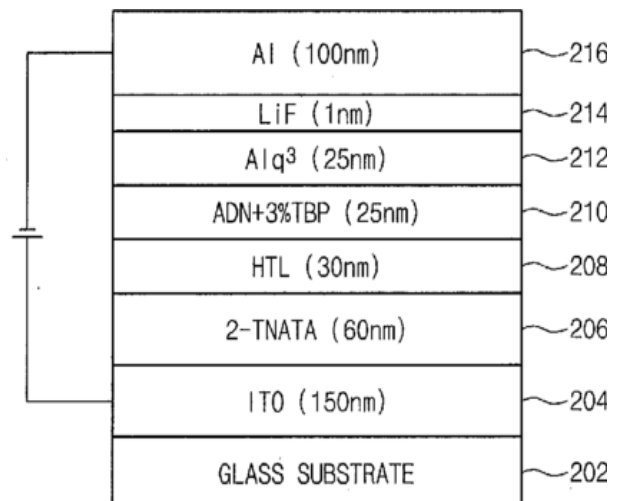 Al (100nm) 216
LiF (1nm) 214
Alq³ (25nm) 212
ADN+3%TBP (25nm) 210
HTL (30nm) 208
2-TNATA (60nm) 206
ITO (150nm) 204
GLASS SUBSTRATE 202